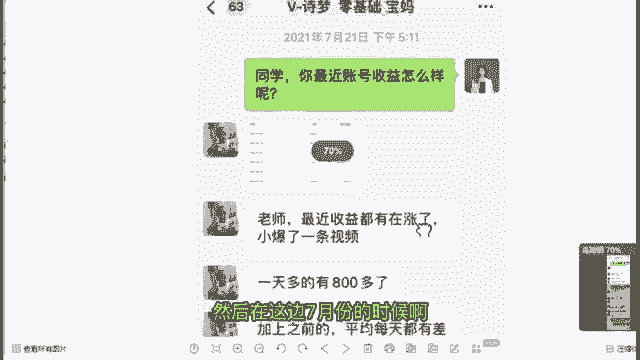 63
V-诗梦 零基础 宝妈
2021年7月21日 下午 5:11
同学，你最近账号收益怎么样
呢?
70%
老师，最近收益都有在涨了，
小爆了一条视频
一天多的有800多了
然后在这边7月份的时候啊
加上之前的，平均每天都有差
查看所有图片